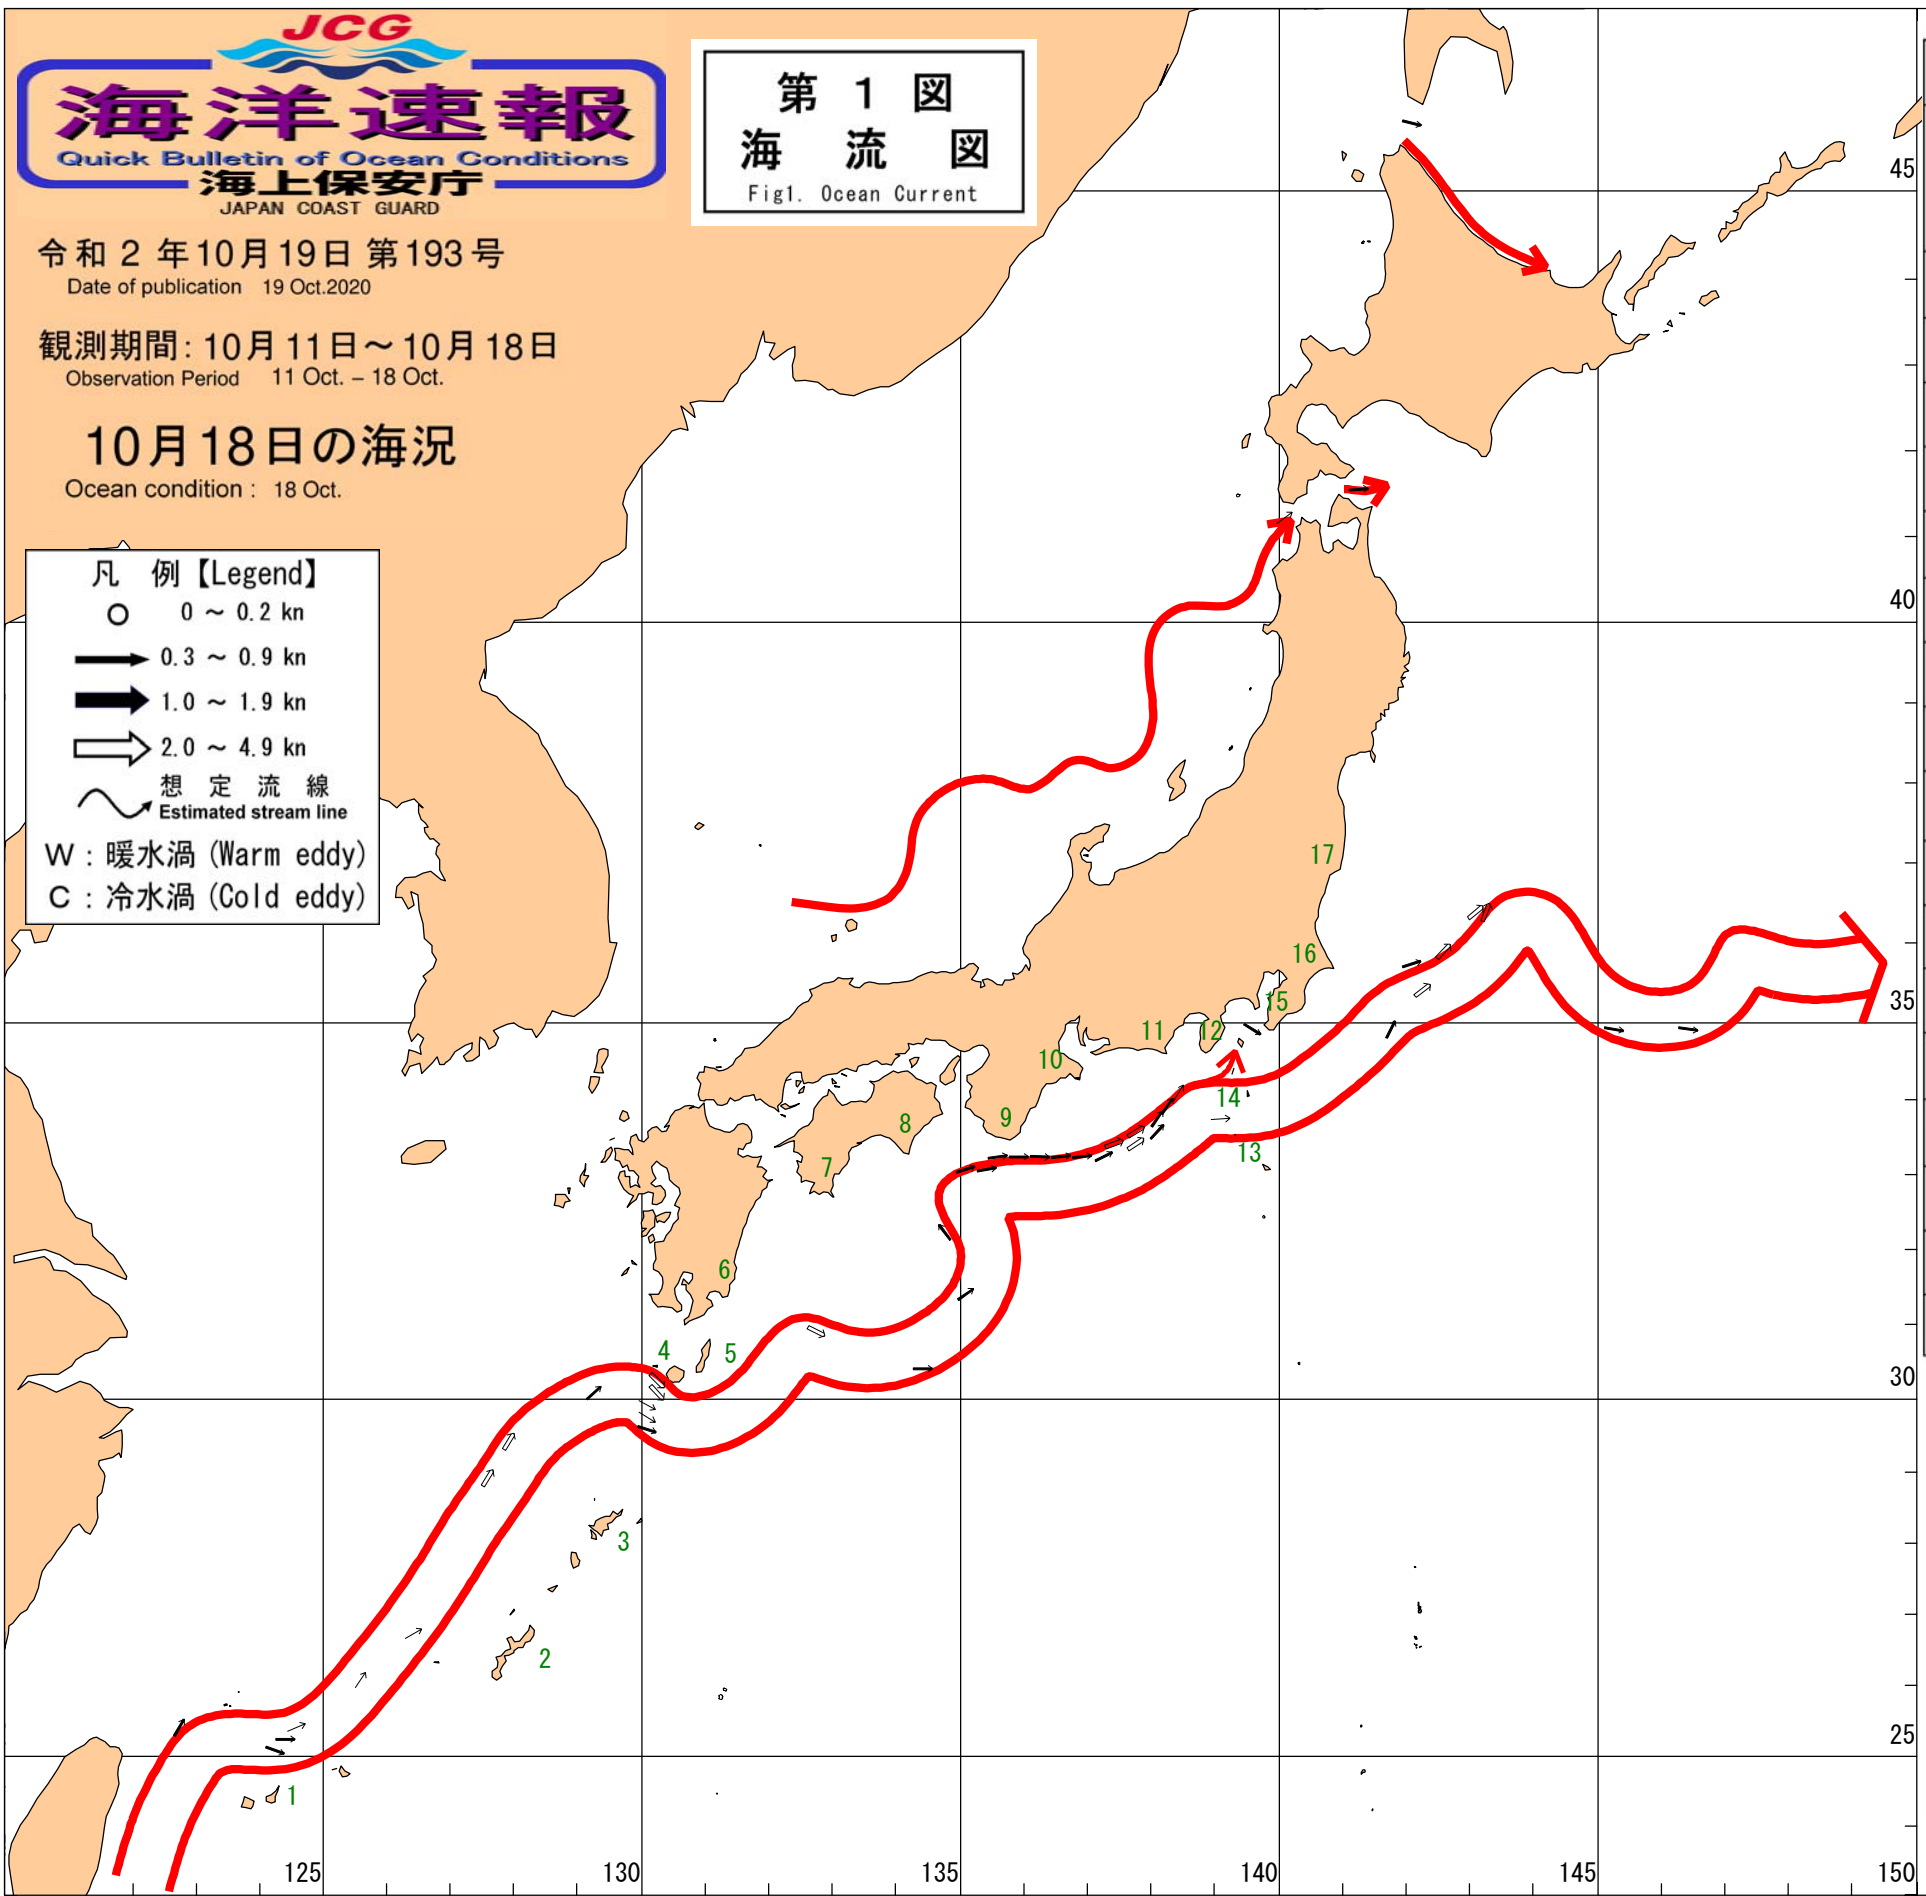 JCG
海洋速報
Quick Bulletin of Ocean Conditions
海上保安庁
JAPAN COAST GUARD
第 1 図
海 流 図
Fig1. Ocean Current
令和 2 年10月19日 第193号
Date of publication 19 Oct.2020
観測期間: 10月11日～10月18日
Observation Period 11 Oct. – 18 Oct.
10月18日の海況
Ocean condition : 18 Oct.
凡 例【Legend】
0 ～ 0.2 kn
0.3 ～ 0.9 kn
1.0 ～ 1.9 kn
2.0 ～ 4.9 kn
想 定 流 線
Estimated stream line
W : 暖水渦 (Warm eddy)
C : 冷水渦 (Cold eddy)
45
40
17
16
35
15
12
11
10
14
9
8
13
7
6
4
5
30
3
2
25
1
125
130
135
140
145
150